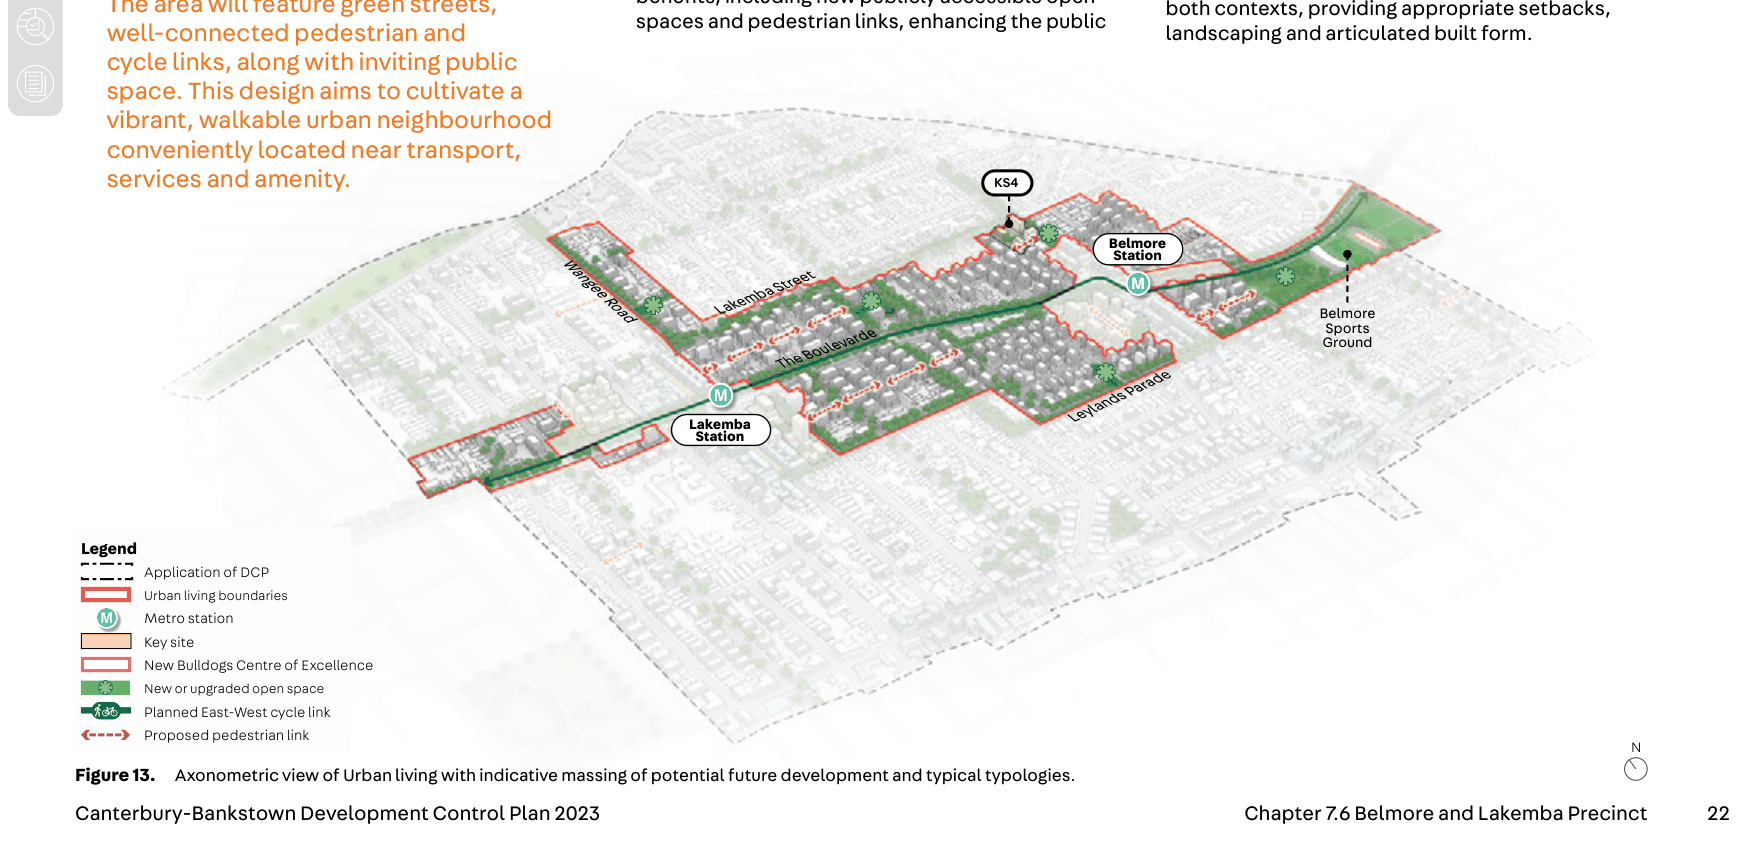 The area will feature green streets,
well-connected pedestrian and
cycle links, along with inviting public
space. This design aims to cultivate a
vibrant, walkable urban neighbourhood
conveniently located near transport,
services and amenity.
benefits, including new publicly accessible open
spaces and pedestrian links, enhancing the public
both contexts, providing appropriate setbacks,
landscaping and articulated built form.
KS4
Belmore
Station
M
Wangee Road
Lakemba Street
The Boulevarde
Belmore
Sports
Ground
M
Lakemba
Station
Leylands Parade
Legend
Application of DCP
Urban living boundaries
M Metro station
Key site
New Bulldogs Centre of Excellence
New or upgraded open space
Planned East-West cycle link
Proposed pedestrian link
N
Figure 13. Axonometric view of Urban living with indicative massing of potential future development and typical typologies.
Canterbury-Bankstown Development Control Plan 2023
Chapter 7.6 Belmore and Lakemba Precinct 22